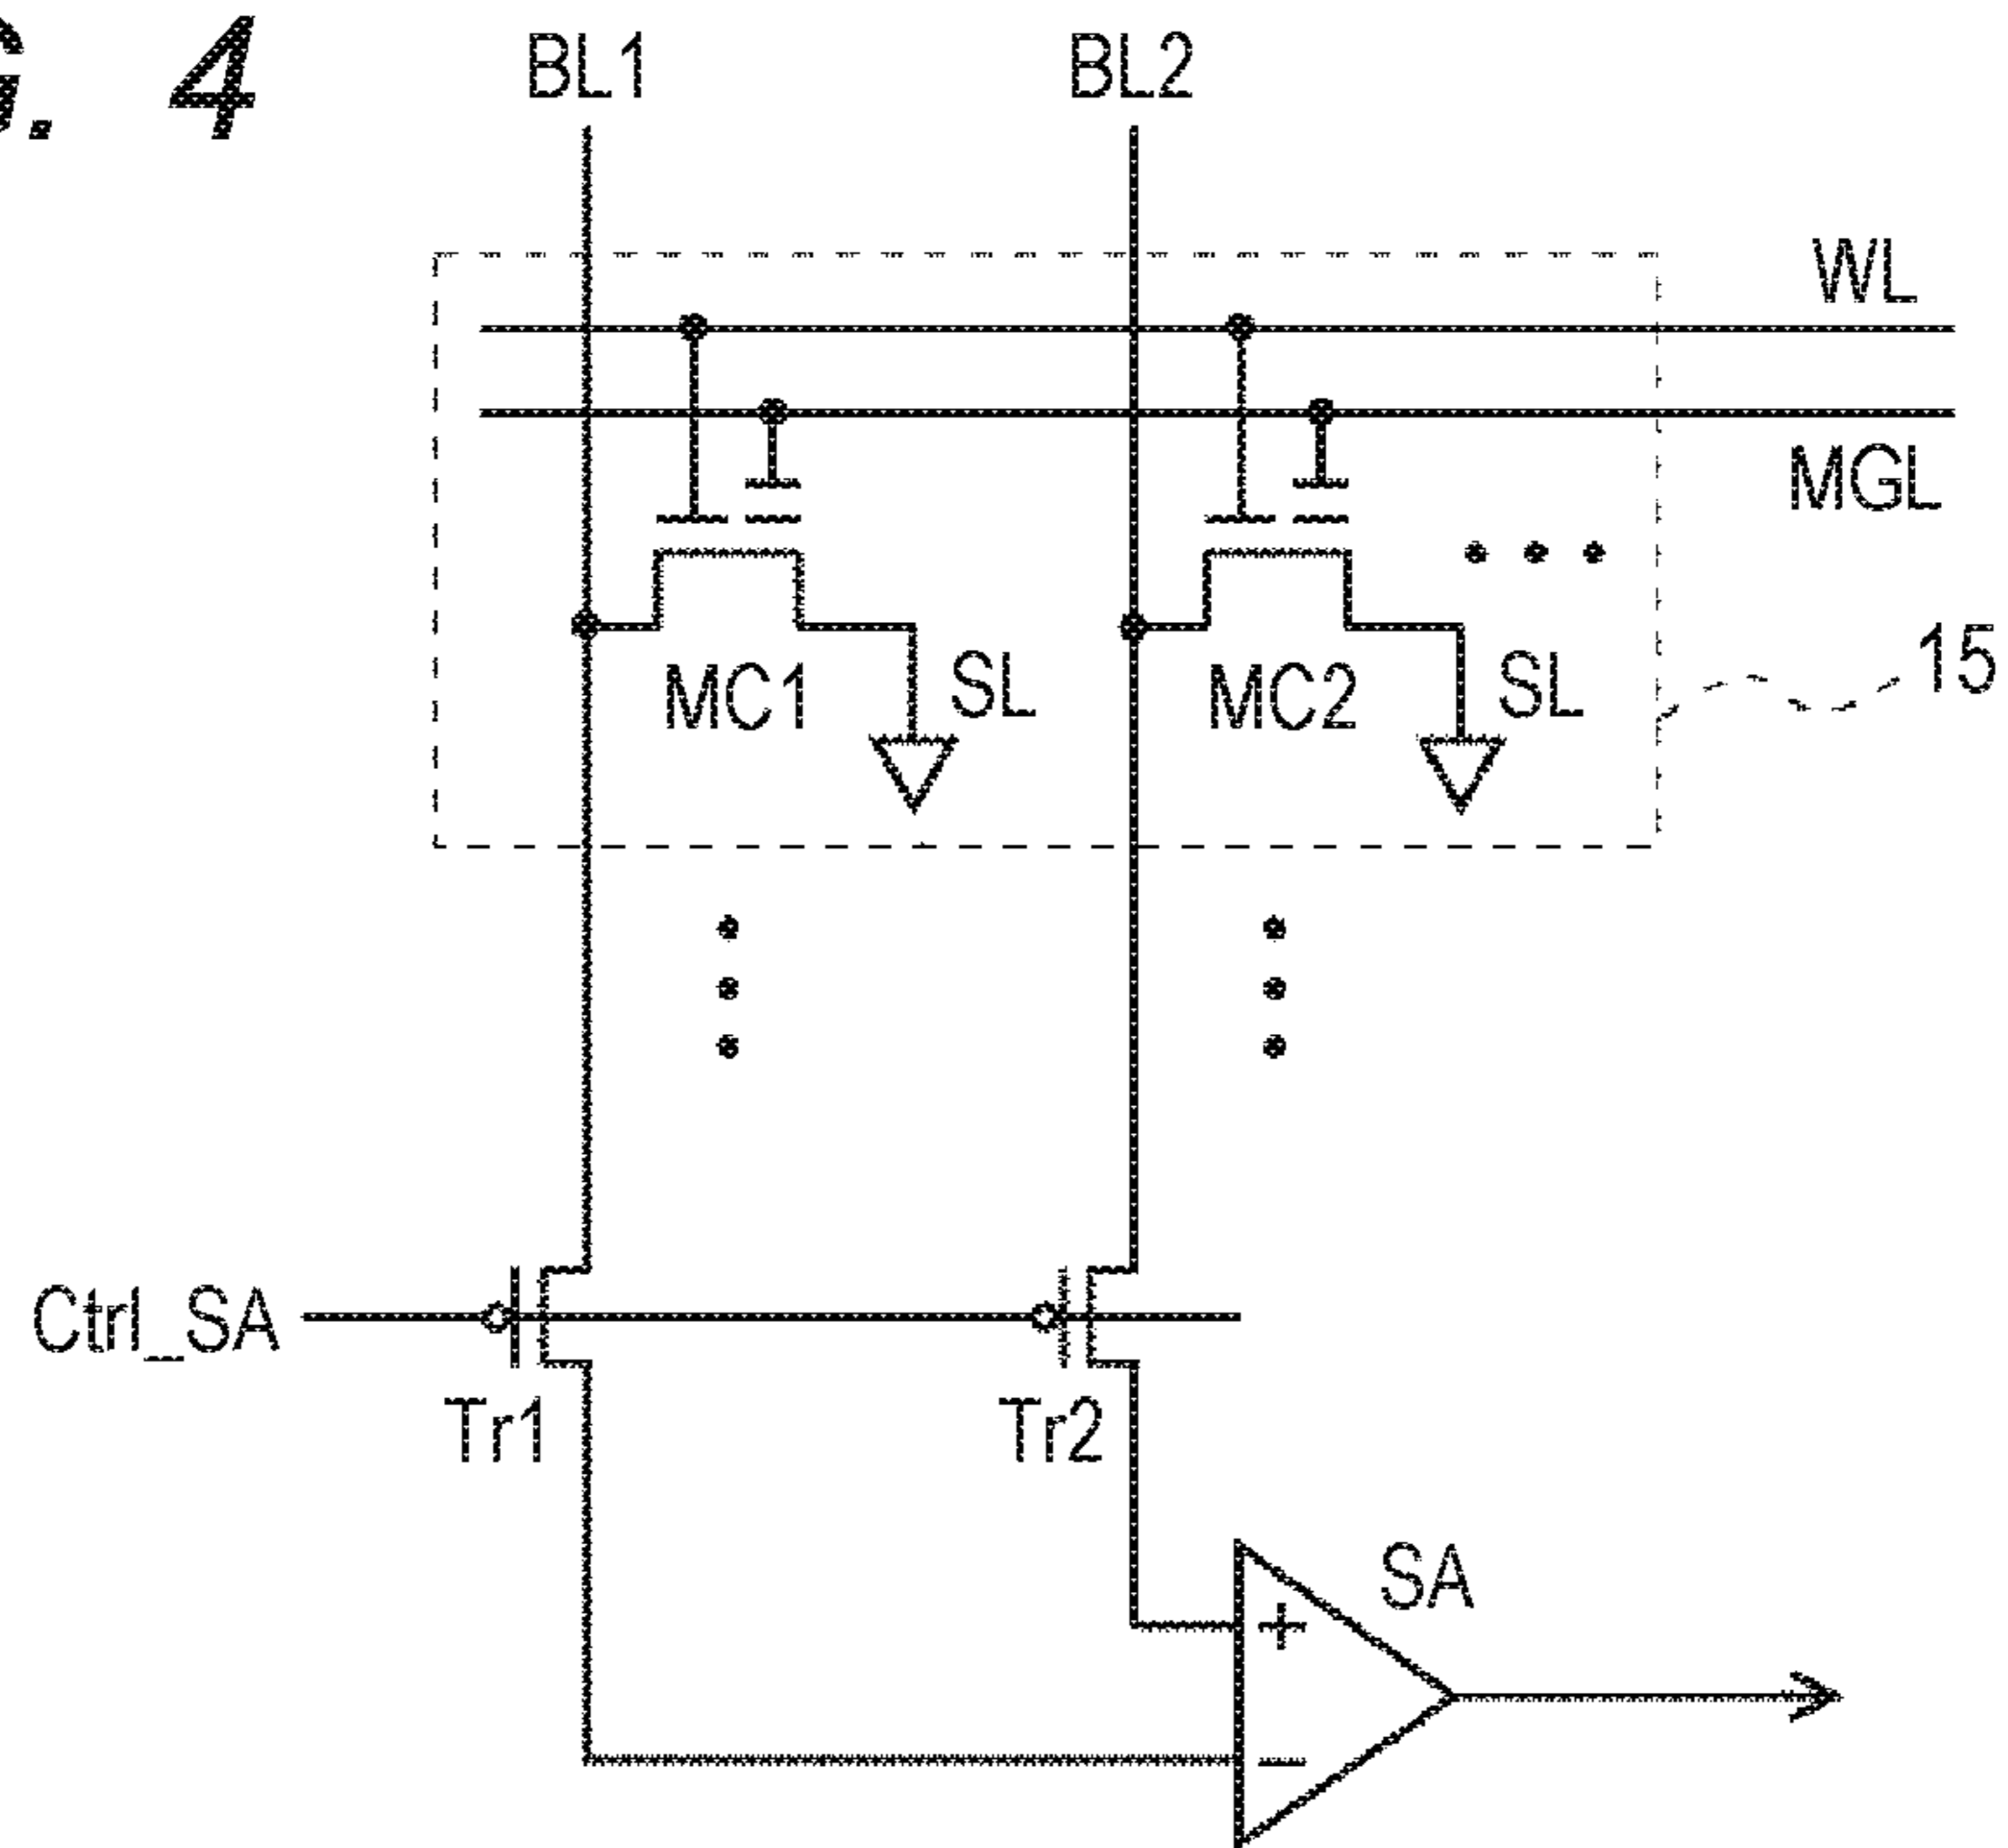 G. 4
BL1 BL2
WL
MGL
MC1 SL MC2 SL 15
Ctrl_SA
Tr1 Tr2
SA
+
−